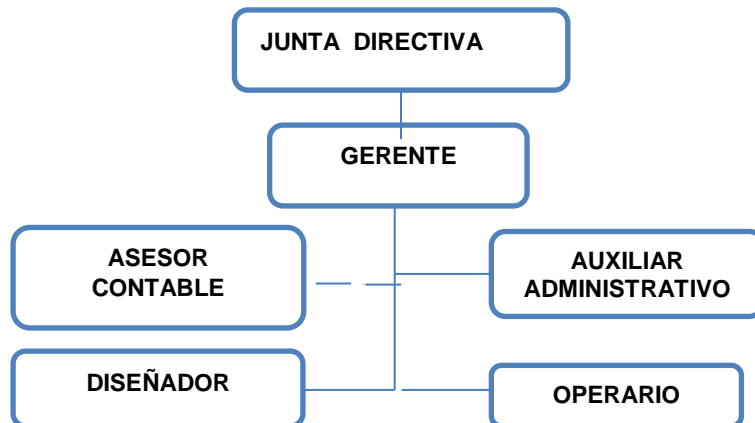 JUNTA DIRECTIVA
GERENTE
ASESOR
CONTABLE
AUXILIAR
ADMINISTRATIVO
DISEÑADOR
OPERARIO